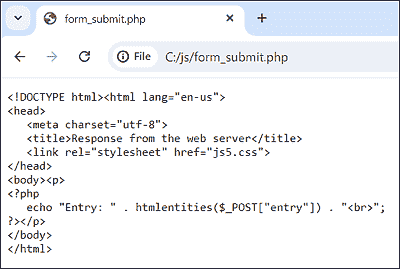 form_submit.php
File C:/js/form_submit.php
<!DOCTYPE html><html lang="en-us">
<head>
   <meta charset="utf-8">
   <title>Response from the web server</title>
   <link rel="stylesheet" href="js5.css">
</head>
<body><p>
<?php
   echo "Entry: " . htmlentities($_POST["entry"]) . "<br>";
?></p>
</body>
</html>